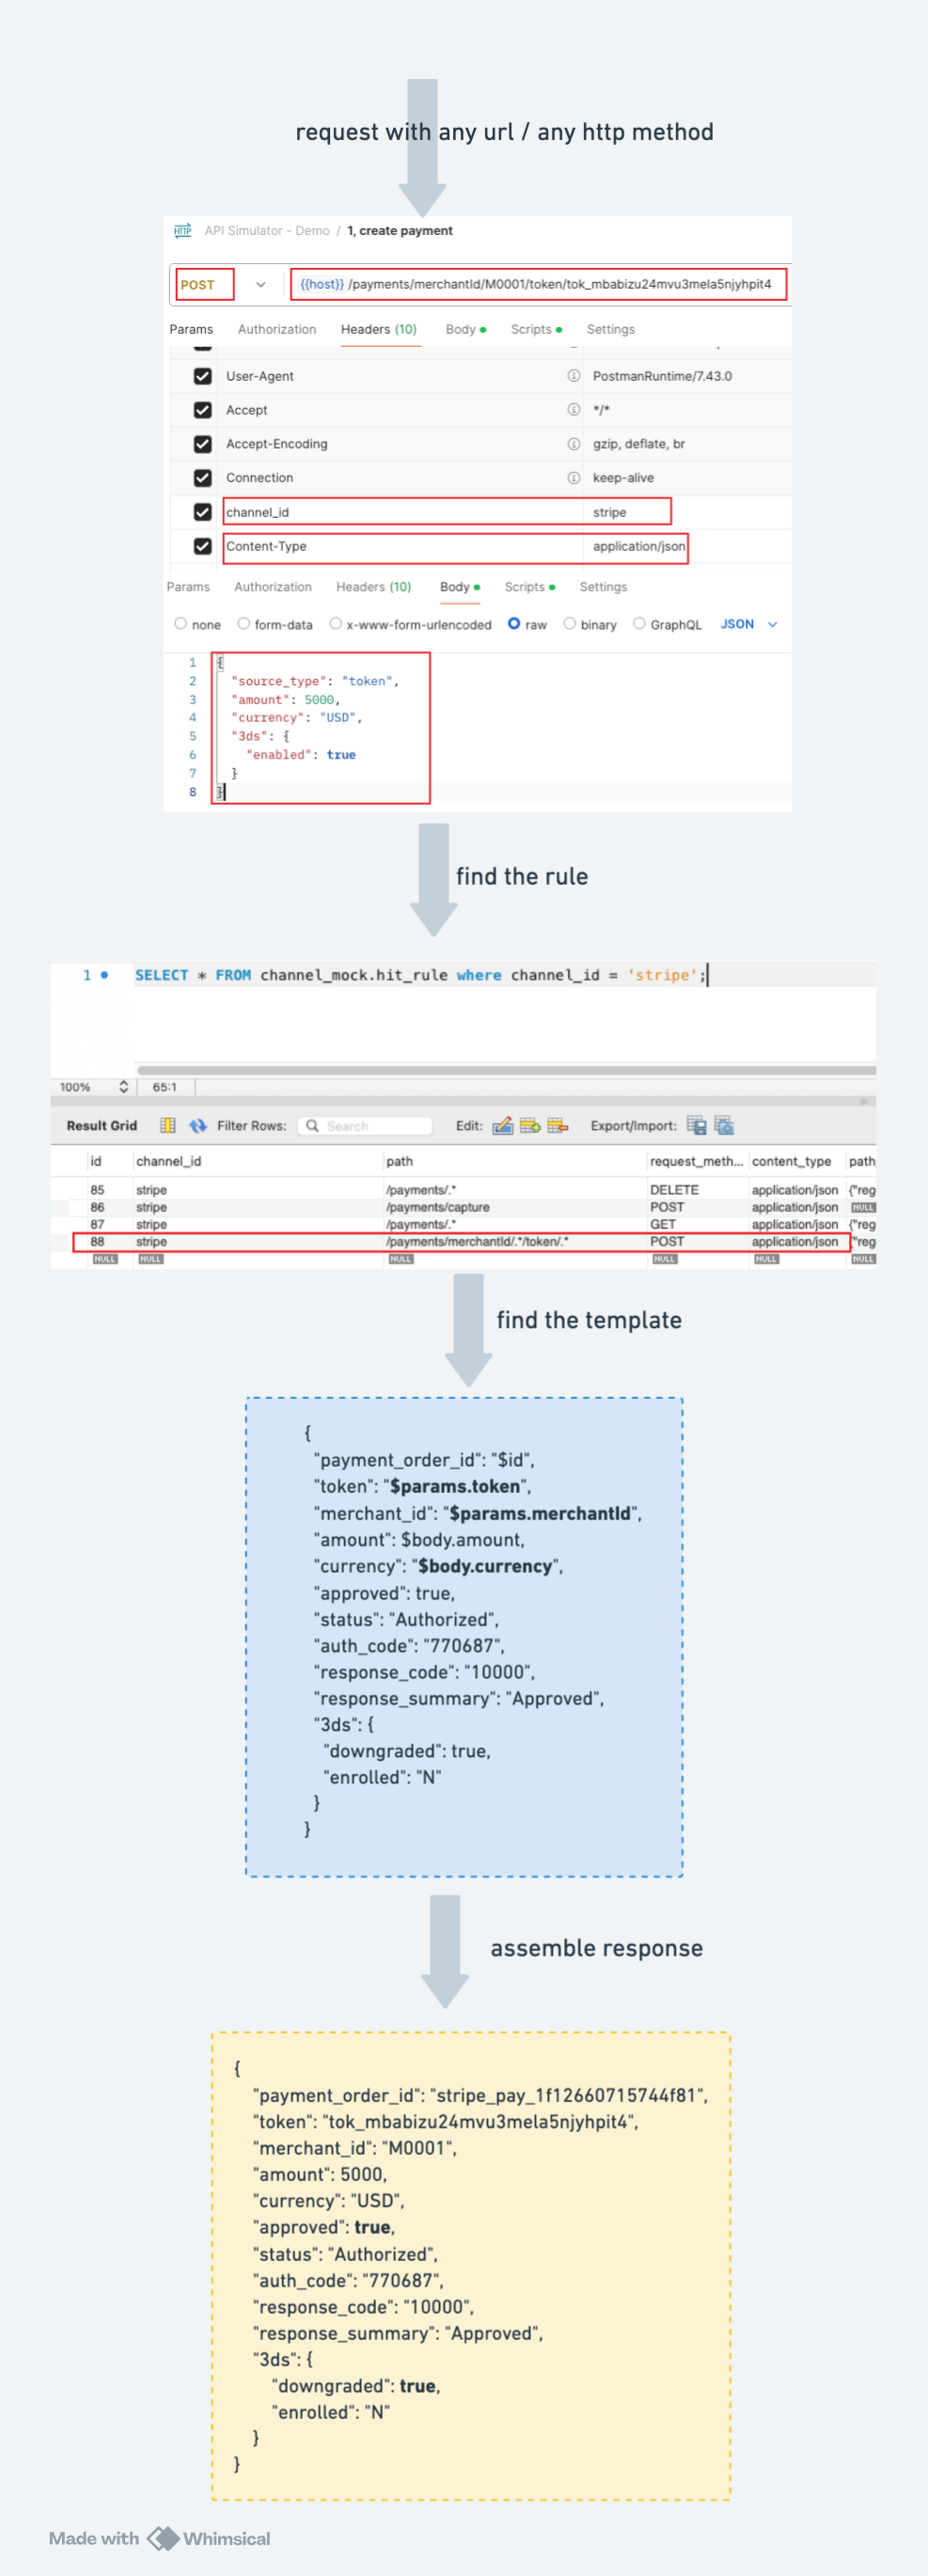 request with any url / any http method
HTTP API Simulator - Demo / 1, create payment
POST {{host}} /payments/merchantId/M0001/token/tok_mbabizu24mvu3mela5njyhpit4
Params Authorization Headers (10) Body Scripts Settings
User-Agent PostmanRuntime/7.43.0
Accept */*
Accept-Encoding gzip, deflate, br
Connection keep-alive
channel_id stripe
Content-Type application/json
Params Authorization Headers (10) Body Scripts Settings
none form-data x-www-form-urlencoded raw binary GraphQL JSON
1 {
2 "source_type": "token",
3 "amount": 5000,
4 "currency": "USD",
5 "3ds": {
6 "enabled": true
7 }
8 }
find the rule
1 SELECT * FROM channel_mock.hit_rule where channel_id = 'stripe';
100% 65:1
Result Grid Filter Rows: Search Edit: Export/Import:
id channel_id path request_meth... content_type path_
85 stripe /payments/.* DELETE application/json {"reg
86 stripe /payments/capture POST application/json NULL
87 stripe /payments/.* GET application/json {"reg
88 stripe /payments/merchantId/.*/token/.* POST application/json {"reg
NULL NULL NULL NULL NULL NULL
find the template
{
"payment_order_id": "$id",
"token": "$params.token",
"merchant_id": "$params.merchantId",
"amount": $body.amount,
"currency": "$body.currency",
"approved": true,
"status": "Authorized",
"auth_code": "770687",
"response_code": "10000",
"response_summary": "Approved",
"3ds": {
"downgraded": true,
"enrolled": "N"
}
}
assemble response
{
"payment_order_id": "stripe_pay_1f12660715744f81",
"token": "tok_mbabizu24mvu3mela5njyhpit4",
"merchant_id": "M0001",
"amount": 5000,
"currency": "USD",
"approved": true,
"status": "Authorized",
"auth_code": "770687",
"response_code": "10000",
"response_summary": "Approved",
"3ds": {
"downgraded": true,
"enrolled": "N"
}
}
Made with Whimsical